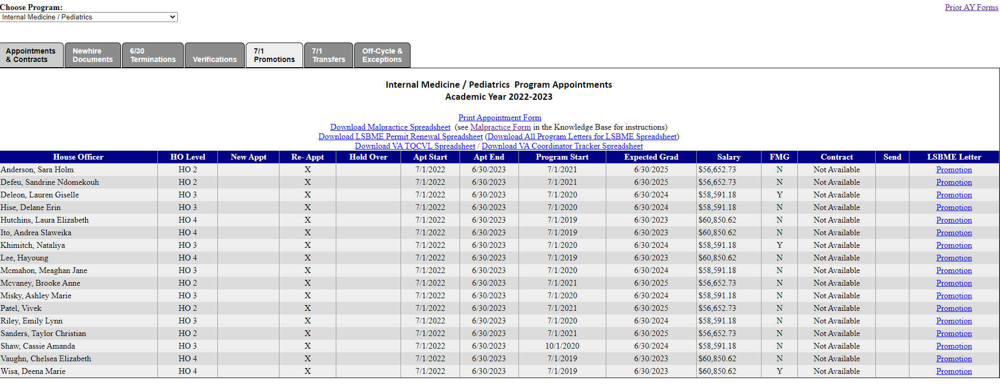 Choose Program:
Prior AY Forms
Internal Medicine / Pediatrics
Appointments & Contracts
Newhire Documents
6/30 Terminations
Verifications
7/1 Promotions
7/1 Transfers
Off-Cycle & Exceptions
Internal Medicine / Pediatrics Program Appointments
Academic Year 2022-2023
Print Appointment Form
Download Malpractice Spreadsheet (see Malpractice Form in the Knowledge Base for instructions)
Download LSBME Permit Renewal Spreadsheet (Download All Program Letters for LSBME Spreadsheet)
Download VA TQCVL Spreadsheet / Download VA Coordinator Tracker Spreadsheet
House Officer HO Level New Appt Re- Appt Hold Over Apt Start Apt End Program Start Expected Grad Salary FMG Contract Send LSBME Letter
Anderson, Sara Holm HO 2 X 7/1/2022 6/30/2023 7/1/2021 6/30/2025 $56,652.73 N Not Available Promotion
Defeu, Sandrine Ndomekouh HO 2 X 7/1/2022 6/30/2023 7/1/2021 6/30/2025 $56,652.73 N Not Available Promotion
Deleon, Lauren Giselle HO 3 X 7/1/2022 6/30/2023 7/1/2020 6/30/2024 $58,591.18 Y Not Available Promotion
Hise, Delane Erin HO 3 X 7/1/2022 6/30/2023 7/1/2020 6/30/2024 $58,591.18 N Not Available Promotion
Hutchins, Laura Elizabeth HO 4 X 7/1/2022 6/30/2023 7/1/2019 6/30/2023 $60,850.62 N Not Available Promotion
Ito, Andrea Slaweika HO 4 X 7/1/2022 6/30/2023 7/1/2019 6/30/2023 $60,850.62 N Not Available Promotion
Khimitch, Nataliya HO 3 X 7/1/2022 6/30/2023 7/1/2020 6/30/2024 $58,591.18 Y Not Available Promotion
Lee, Hayoung HO 4 X 7/1/2022 6/30/2023 7/1/2019 6/30/2023 $60,850.62 N Not Available Promotion
Mcmahon, Meaghan Jane HO 3 X 7/1/2022 6/30/2023 7/1/2020 6/30/2024 $58,591.18 N Not Available Promotion
Mcvaney, Brooke Anne HO 2 X 7/1/2022 6/30/2023 7/1/2021 6/30/2025 $56,652.73 N Not Available Promotion
Misky, Ashley Marie HO 3 X 7/1/2022 6/30/2023 7/1/2020 6/30/2024 $58,591.18 N Not Available Promotion
Patel, Vivek HO 2 X 7/1/2022 6/30/2023 7/1/2021 6/30/2025 $56,652.73 N Not Available Promotion
Riley, Emily Lynn HO 3 X 7/1/2022 6/30/2023 7/1/2020 6/30/2024 $58,591.18 N Not Available Promotion
Sanders, Taylor Christian HO 2 X 7/1/2022 6/30/2023 7/1/2021 6/30/2025 $56,652.73 N Not Available Promotion
Shaw, Cassie Amanda HO 3 X 7/1/2022 6/30/2023 10/1/2020 6/30/2024 $58,591.18 N Not Available Promotion
Vaughn, Chelsea Elizabeth HO 4 X 7/1/2022 6/30/2023 7/1/2019 6/30/2023 $60,850.62 N Not Available Promotion
Wisa, Deena Marie HO 4 X 7/1/2022 6/30/2023 7/1/2019 6/30/2023 $60,850.62 Y Not Available Promotion